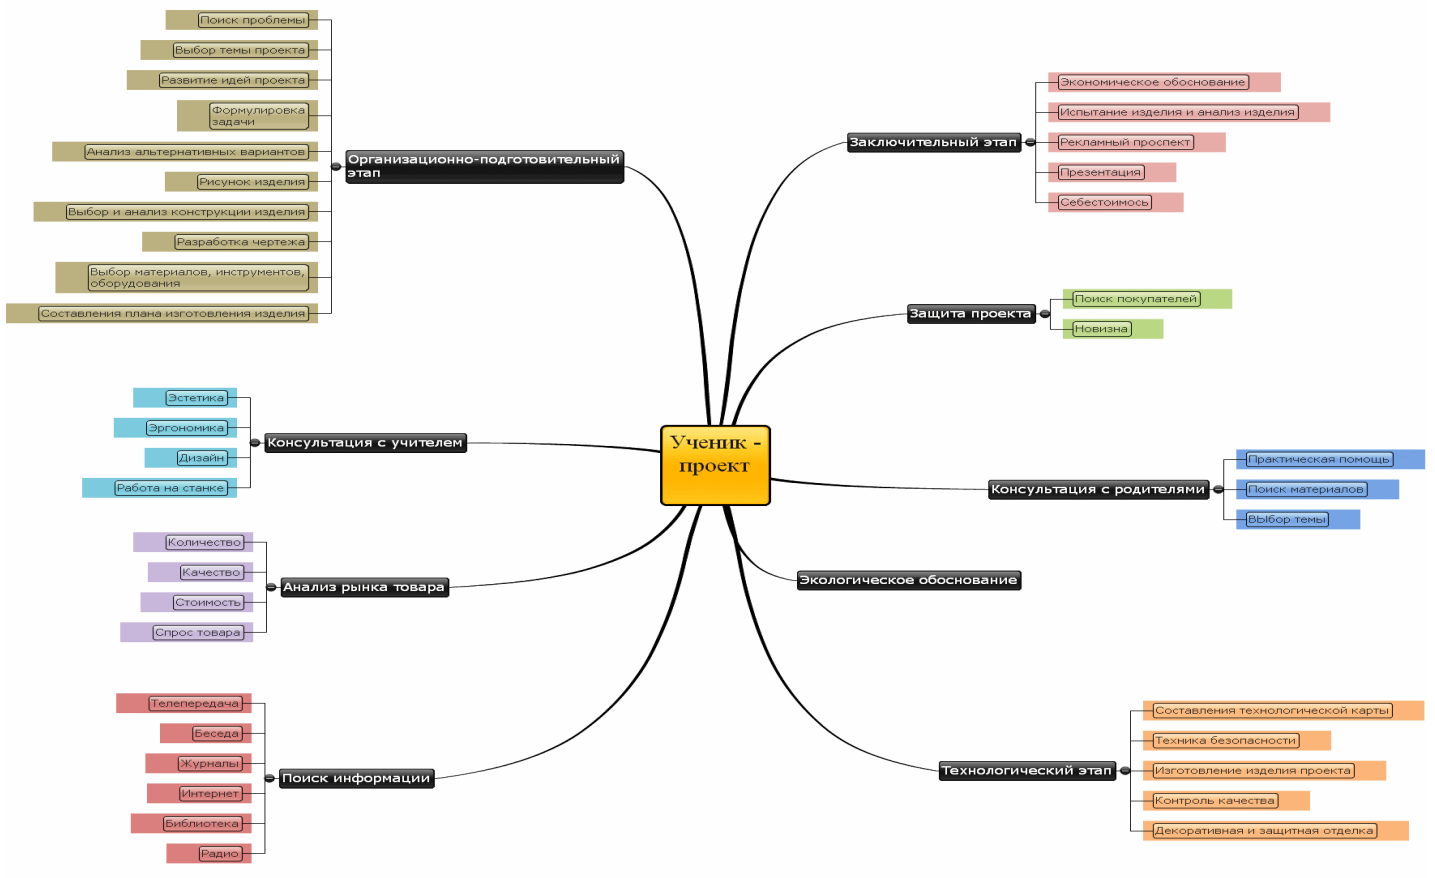 Ученик -
проект
Организационно-подготовительный
этап
Поиск проблемы
Выбор темы проекта
Развитие идей проекта
Формулировка
задачи
Анализ альтернативных вариантов
Рисунок изделия
Выбор и анализ конструкции изделия
Разработка чертежа
Выбор материалов, инструментов,
оборудования
Составления плана изготовления изделия
Консультация с учителем
Эстетика
Эргономика
Дизайн
Работа на станке
Анализ рынка товара
Количество
Качество
Стоимость
Спрос товара
Поиск информации
Телепередача
Беседа
Журналы
Интернет
Библиотека
Радио
Заключительный этап
Экономическое обоснование
Испытание изделия и анализ изделия
Рекламный проспект
Презентация
Себестоимось
Защита проекта
Поиск покупателей
Новизна
Консультация с родителями
Практическая помощь
Поиск материалов
ВЫбор темы
Экологическое обоснование
Технологический этап
Составления технологической карты
Техника безопасности
Изготовление изделия проекта
Контроль качества
Декоративная и защитная отделка